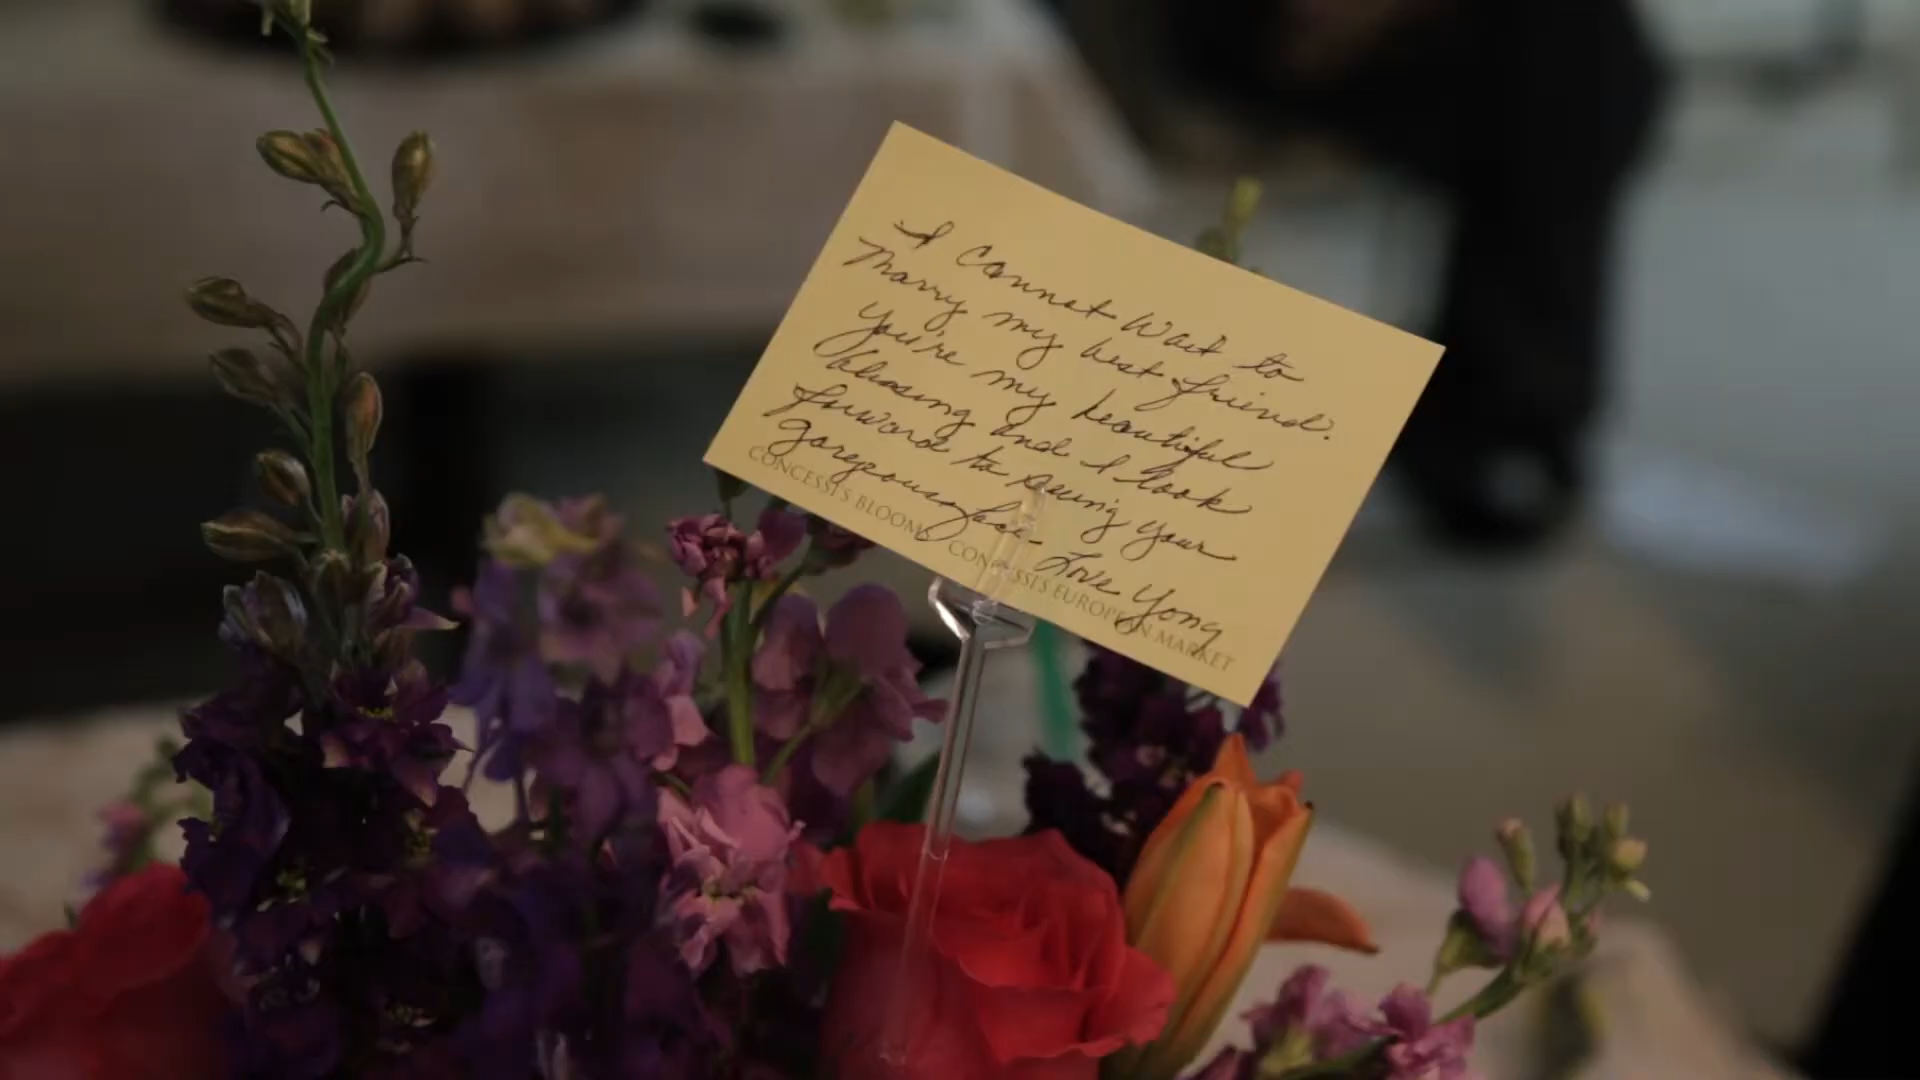 I cannot wait to
marry my best friend.
You're my beautiful
blessing and I look
forward to seeing your
gorgeous face - Love Yong
CONCESSI'S BLOOMS CONCESSI'S EUROPEAN MARKET